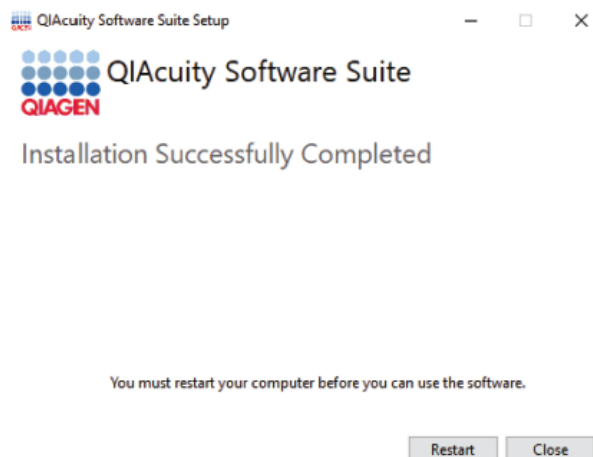 QIAcuity Software Suite Setup
QIAcuity Software Suite
QIAGEN
Installation Successfully Completed
You must restart your computer before you can use the software.
Restart Close